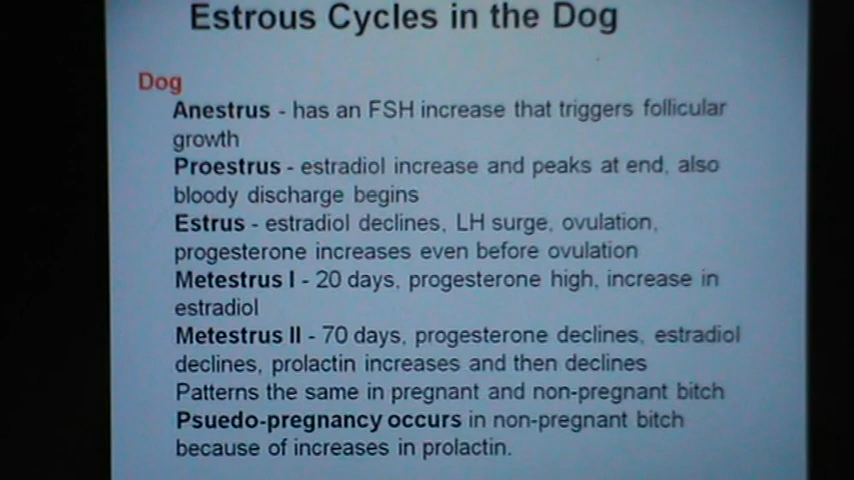 Estrous Cycles in the Dog
Dog
Anestrus - has an FSH increase that triggers follicular
growth
Proestrus - estradiol increase and peaks at end, also
bloody discharge begins
Estrus - estradiol declines, LH surge, ovulation,
progesterone increases even before ovulation
Metestrus I - 20 days, progesterone high, increase in
estradiol
Metestrus II - 70 days, progesterone declines, estradiol
declines, prolactin increases and then declines
Patterns the same in pregnant and non-pregnant bitch
Psuedo-pregnancy occurs in non-pregnant bitch
because of increases in prolactin.